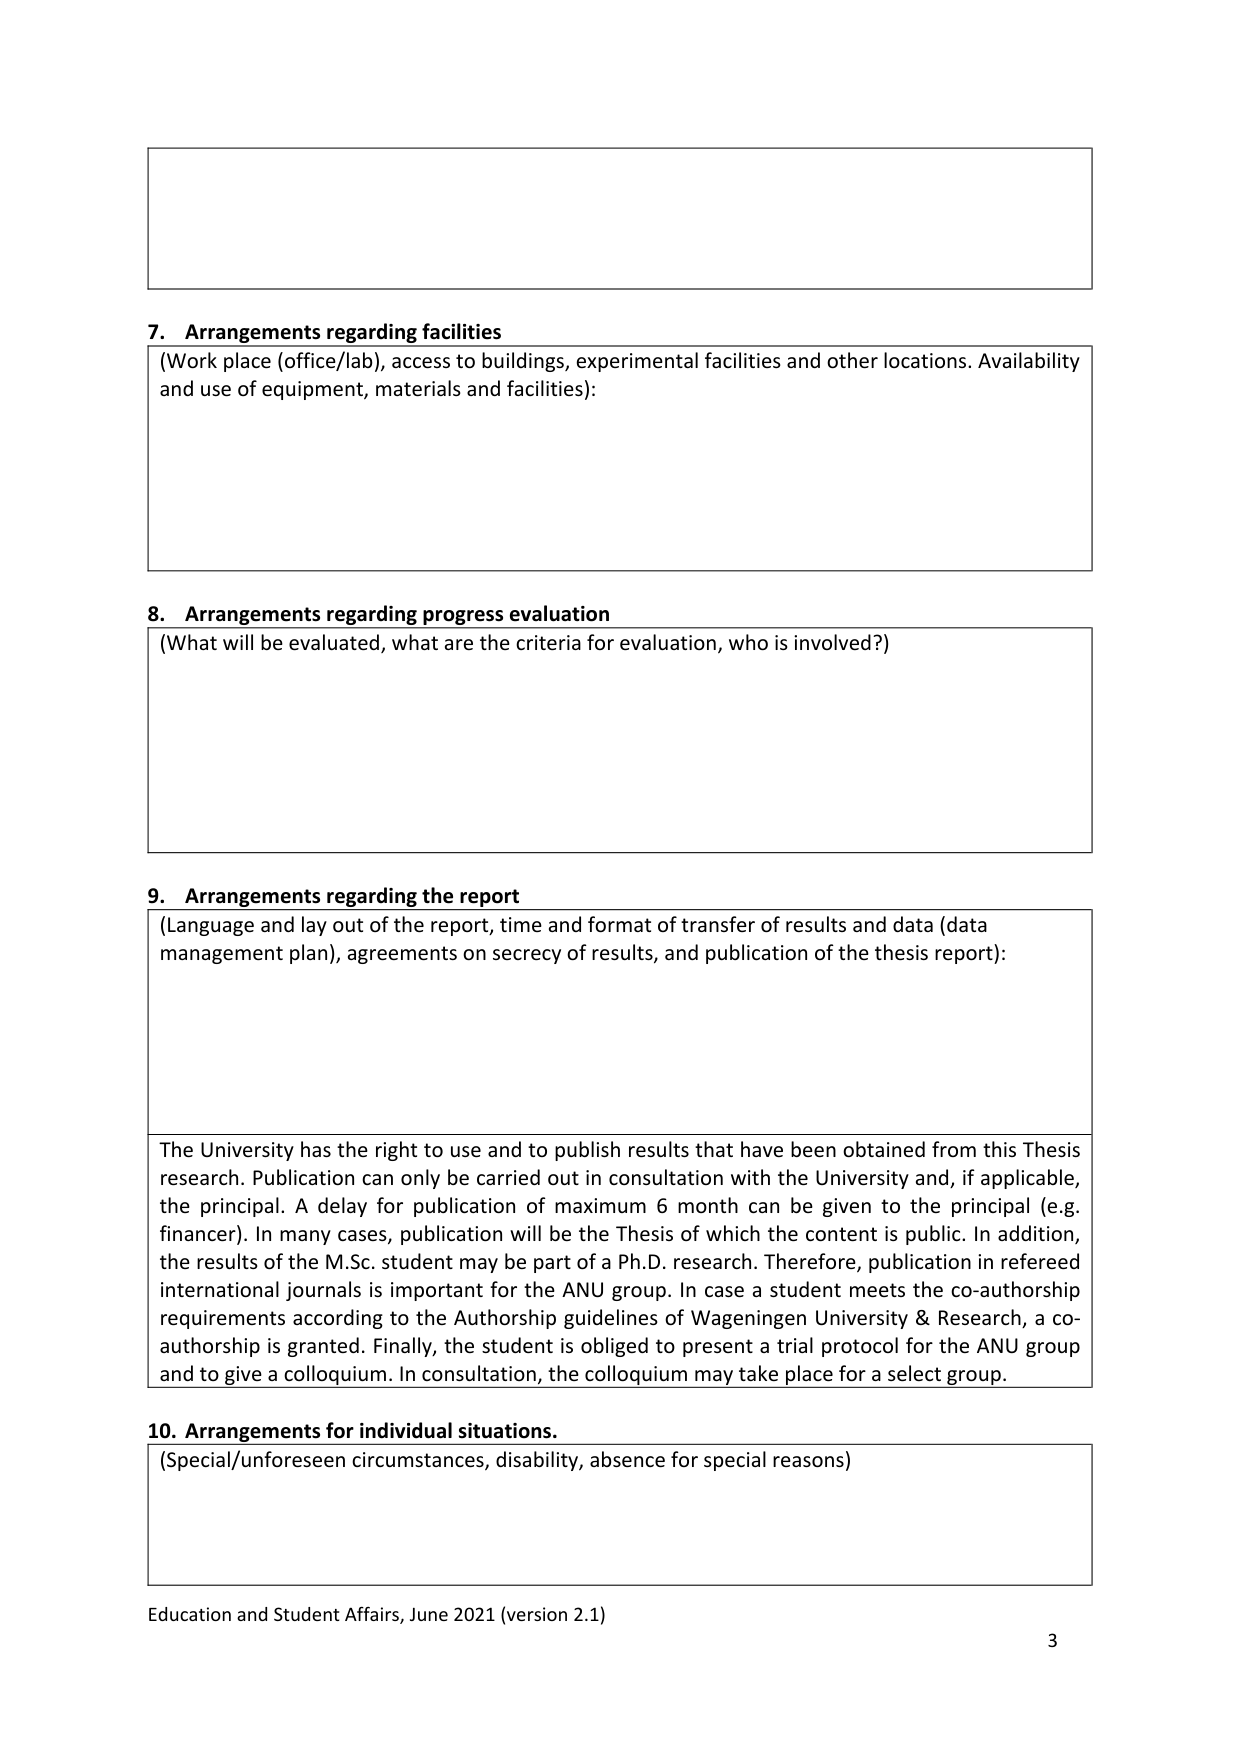 7. Arrangements regarding facilities
(Work place (office/lab), access to buildings, experimental facilities and other locations. Availability
and use of equipment, materials and facilities):
8. Arrangements regarding progress evaluation
(What will be evaluated, what are the criteria for evaluation, who is involved?)
9. Arrangements regarding the report
(Language and lay out of the report, time and format of transfer of results and data (data
management plan), agreements on secrecy of results, and publication of the thesis report):
The University has the right to use and to publish results that have been obtained from this Thesis
research. Publication can only be carried out in consultation with the University and, if applicable,
the principal. A delay for publication of maximum 6 month can be given to the principal (e.g.
financer). In many cases, publication will be the Thesis of which the content is public. In addition,
the results of the M.Sc. student may be part of a Ph.D. research. Therefore, publication in refereed
international journals is important for the ANU group. In case a student meets the co-authorship
requirements according to the Authorship guidelines of Wageningen University & Research, a co-
authorship is granted. Finally, the student is obliged to present a trial protocol for the ANU group
and to give a colloquium. In consultation, the colloquium may take place for a select group.
10. Arrangements for individual situations.
(Special/unforeseen circumstances, disability, absence for special reasons)
Education and Student Affairs, June 2021 (version 2.1)
3